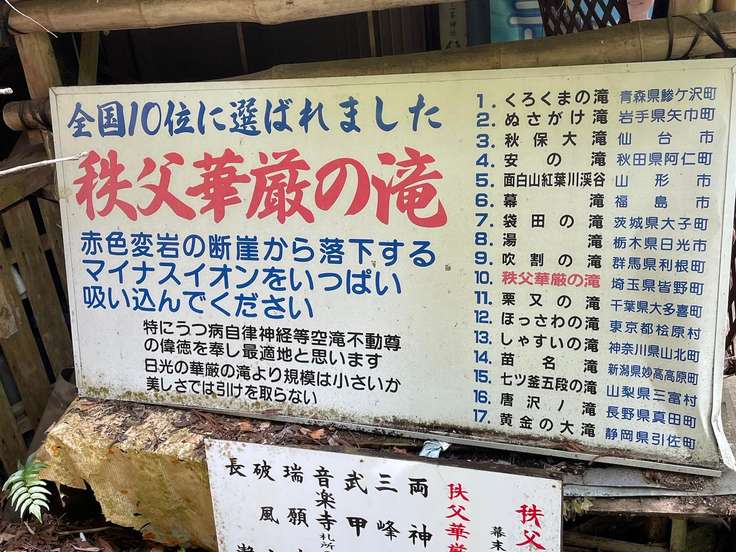 全国10位に選ばれました
秩父華厳の滝
赤色変岩の断崖から落下する
マイナスイオンをいっぱい
吸い込んでください
特にうつ病自律神経等空滝不動尊
の偉徳を奉し最適地と思います
日光の華厳の滝より規模は小さいか
美しさでは引けを取らない
1. くろくまの滝 青森県鰺ケ沢町
2. ぬさがけ滝 岩手県矢巾町
3. 秋保大滝 仙台市
4. 安の滝 秋田県阿仁町
5. 面白山紅葉川渓谷 山形市
6. 幕滝 福島市
7. 袋田の滝 茨城県大子町
8. 湯滝 栃木県日光市
9. 吹割の滝 群馬県利根町
10. 秩父華厳の滝 埼玉県皆野町
11. 栗又の滝 千葉県大多喜町
12. ほっさわの滝 東京都桧原村
13. しゃすいの滝 神奈川県山北町
14. 苗名滝 新潟県妙高高原町
15. 七ツ釜五段の滝 山梨県三富村
16. 唐沢ノ滝 長野県真田町
17. 黄金の大滝 静岡県引佐町
秩父
幕末
秩父華厳
両神
三峰
武甲
音楽寺札所
瑞願
破風
長